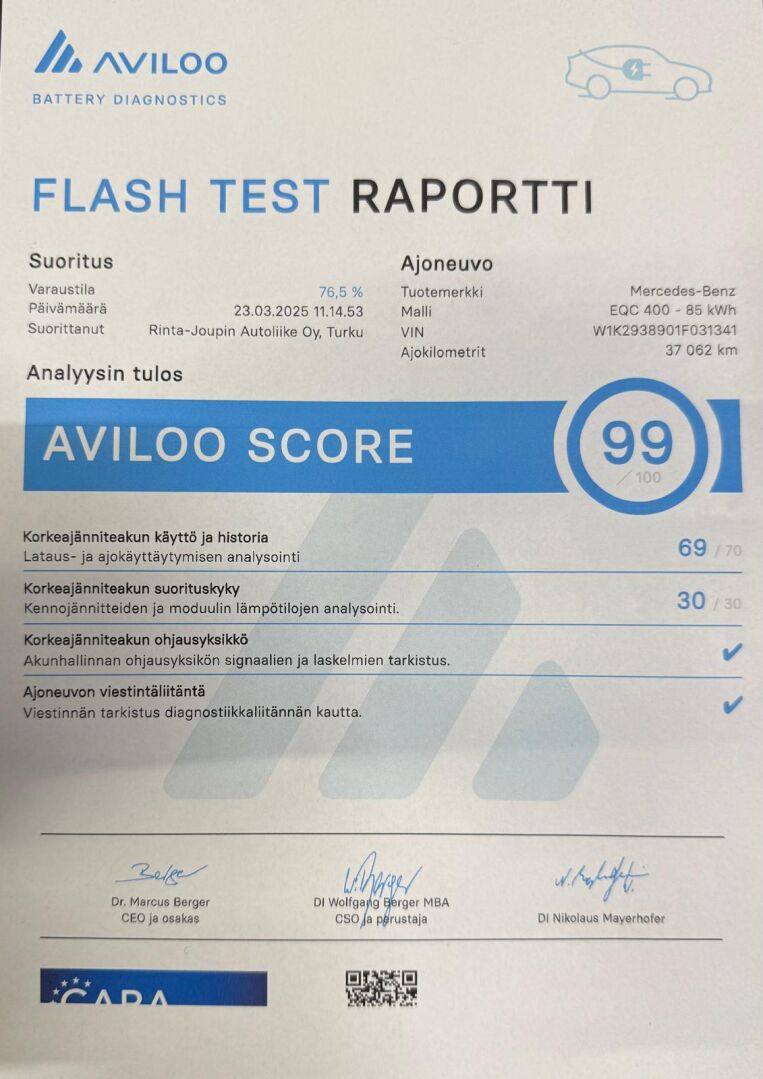 AVILOO
BATTERY DIAGNOSTICS
FLASH TEST RAPORTTI
Suoritus
Varaustila 76,5 %
Päivämäärä 23.03.2025 11.14.53
Suorittanut Rinta-Joupin Autoliike Oy, Turku
Ajoneuvo
Tuotemerkki Mercedes-Benz
Malli EQC 400 - 85 kWh
VIN W1K2938901F031341
Ajokilometrit 37 062 km
Analyysin tulos
AVILOO SCORE 99 / 100
Korkeajänniteakun käyttö ja historia
Lataus- ja ajokäyttäytymisen analysointi
69 / 70
Korkeajänniteakun suorituskyky
Kennojännitteiden ja moduulin lämpötilojen analysointi.
30 / 30
Korkeajänniteakun ohjausyksikkö
Akunhallinnan ohjausyksikön signaalien ja laskelmien tarkistus.
Ajoneuvon viestintäliitäntä
Viestinnän tarkistus diagnostiikkaliitännän kautta.
Berger
Dr. Marcus Berger
CEO ja osakas
W. Berger
DI Wolfgang Berger MBA
CSO ja perustaja
DI Nikolaus Mayerhofer
CARA